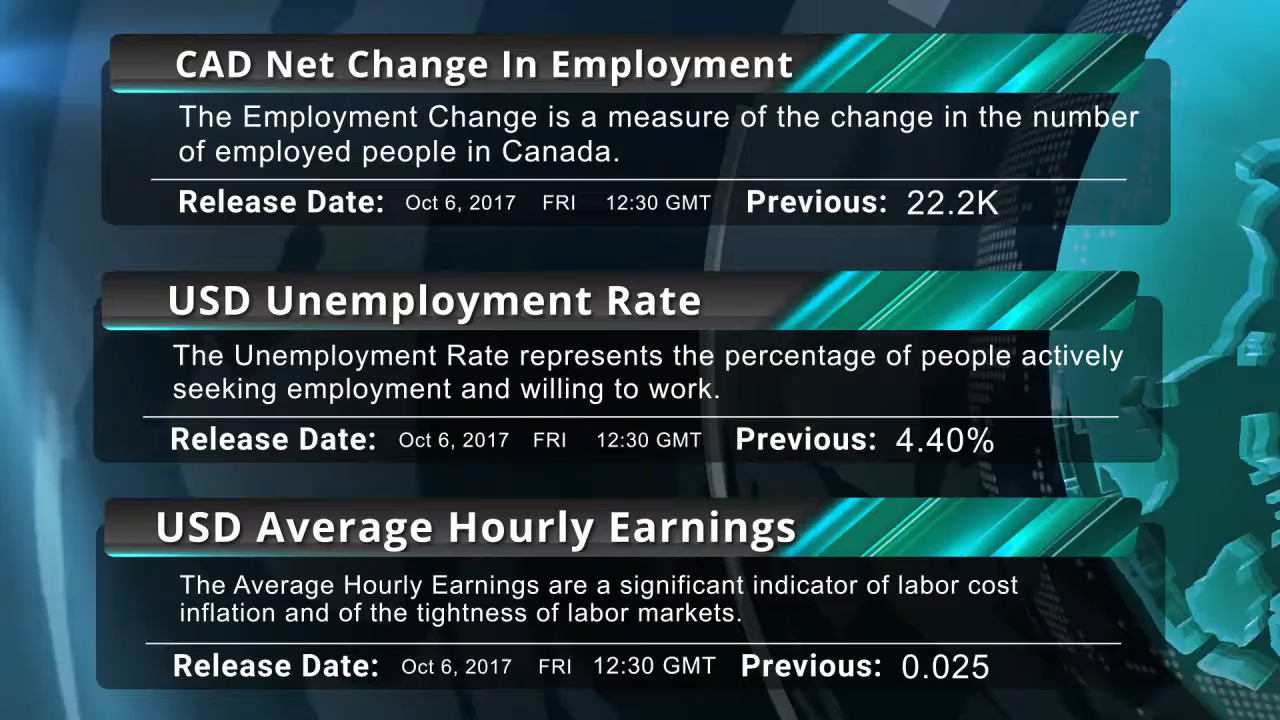 CAD Net Change In Employment
The Employment Change is a measure of the change in the number
of employed people in Canada.
Release Date: Oct 6, 2017 FRI 12:30 GMT Previous: 22.2K
USD Unemployment Rate
The Unemployment Rate represents the percentage of people actively
seeking employment and willing to work.
Release Date: Oct 6, 2017 FRI 12:30 GMT Previous: 4.40%
USD Average Hourly Earnings
The Average Hourly Earnings are a significant indicator of labor cost
inflation and of the tightness of labor markets.
Release Date: Oct 6, 2017 FRI 12:30 GMT Previous: 0.025